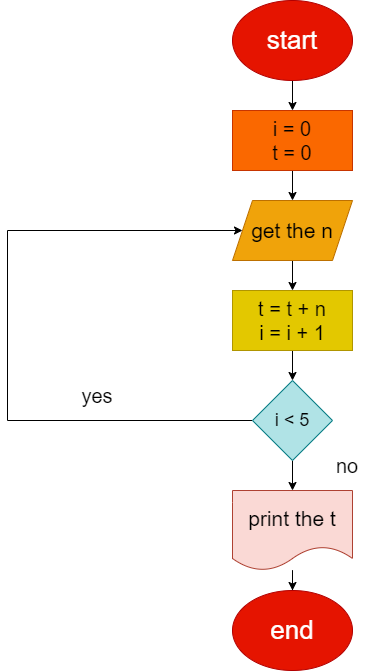 start
i = 0
t = 0
get the n
t = t + n
i = i + 1
yes
i < 5
no
print the t
end